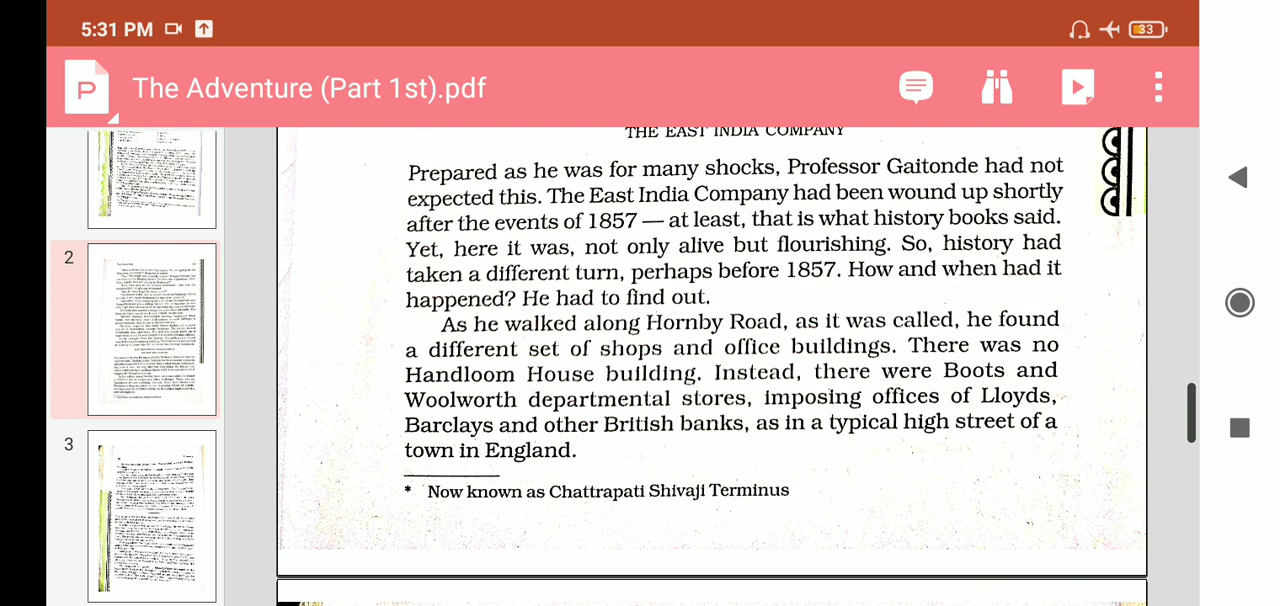 5:31 PM
33
P
The Adventure (Part 1st).pdf
2
3
THE EAST INDIA COMPANY
Prepared as he was for many shocks, Professor Gaitonde had not
expected this. The East India Company had been wound up shortly
after the events of 1857 — at least, that is what history books said.
Yet, here it was, not only alive but flourishing. So, history had
taken a different turn, perhaps before 1857. How and when had it
happened? He had to find out.
As he walked along Hornby Road, as it was called, he found
a different set of shops and office buildings. There was no
Handloom House building. Instead, there were Boots and
Woolworth departmental stores, imposing offices of Lloyds,
Barclays and other British banks, as in a typical high street of a
town in England.
* Now known as Chattrapati Shivaji Terminus